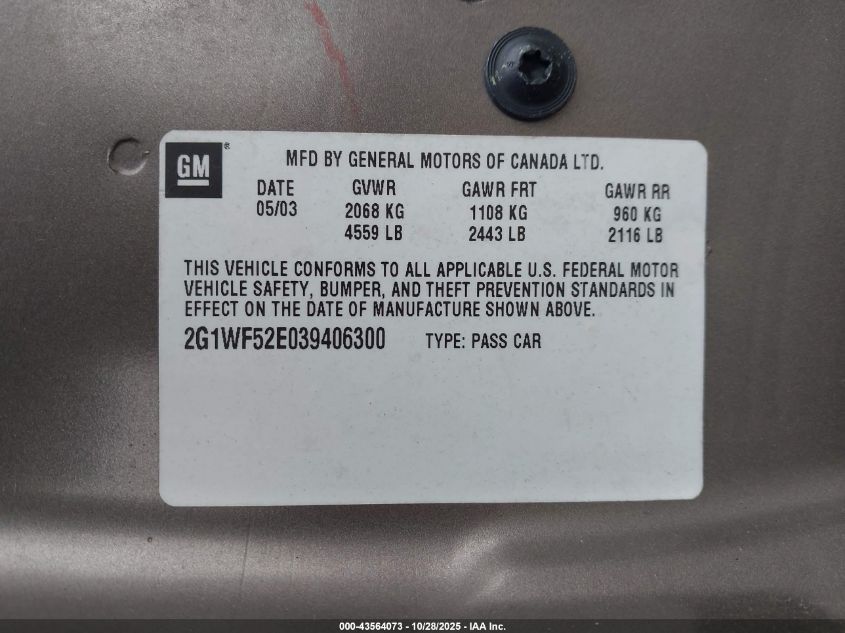 GM®
MFD BY GENERAL MOTORS OF CANADA LTD.
DATE GVWR GAWR FRT GAWR RR
05/03 2068 KG 1108 KG 960 KG
4559 LB 2443 LB 2116 LB
THIS VEHICLE CONFORMS TO ALL APPLICABLE U.S. FEDERAL MOTOR
VEHICLE SAFETY, BUMPER, AND THEFT PREVENTION STANDARDS IN
EFFECT ON THE DATE OF MANUFACTURE SHOWN ABOVE.
2G1WF52E039406300 TYPE: PASS CAR
000-43564073 | 10/28/2025 - IAA Inc.